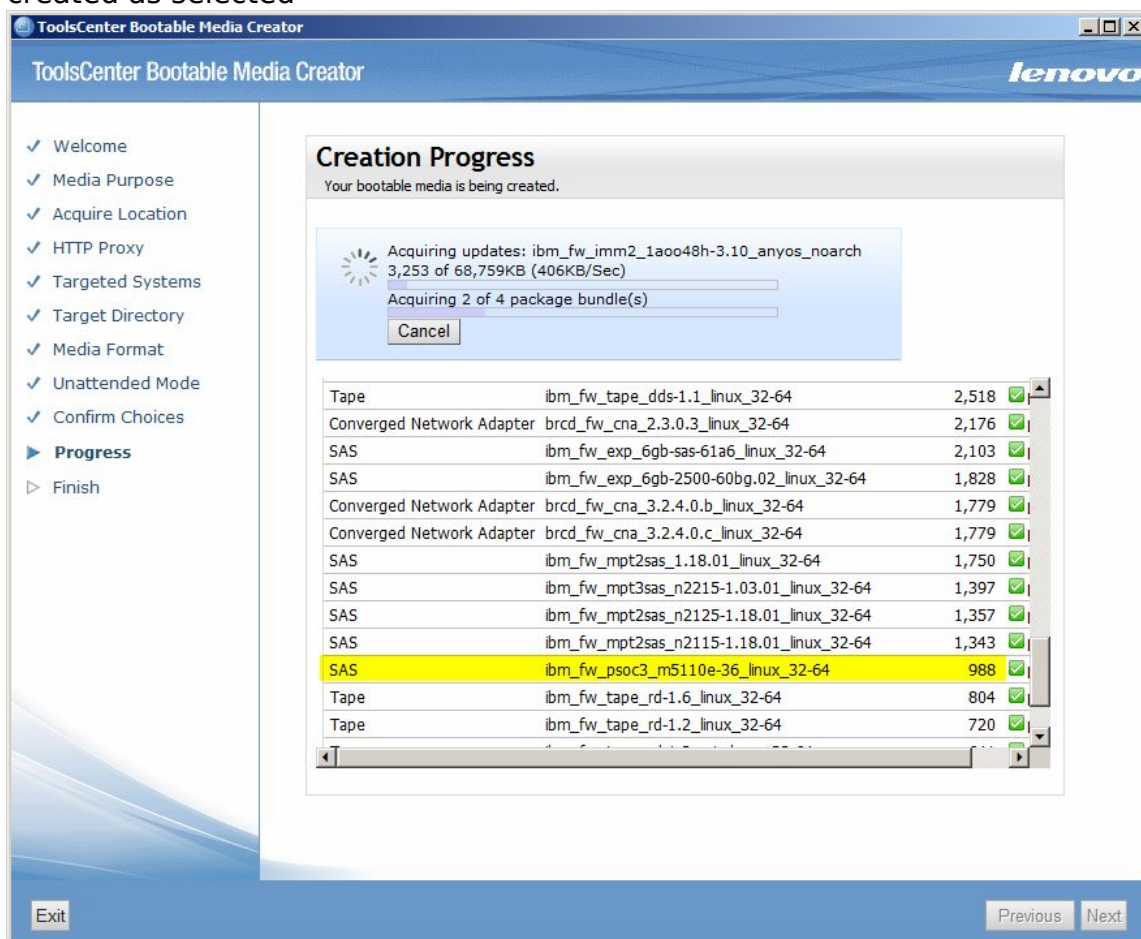 created as selected
ToolsCenter Bootable Media Creator
ToolsCenter Bootable Media Creator
lenovo
Welcome
Media Purpose
Acquire Location
HTTP Proxy
Targeted Systems
Target Directory
Media Format
Unattended Mode
Confirm Choices
Progress
Finish
Creation Progress
Your bootable media is being created.
Acquiring updates: ibm_fw_imm2_1aoo48h-3.10_anyos_noarch
3,253 of 68,759KB (406KB/Sec)
Acquiring 2 of 4 package bundle(s)
Cancel
Tape ibm_fw_tape_dds-1.1_linux_32-64 2,518
Converged Network Adapter brcd_fw_cna_2.3.0.3_linux_32-64 2,176
SAS ibm_fw_exp_6gb-sas-61a6_linux_32-64 2,103
SAS ibm_fw_exp_6gb-2500-60bg.02_linux_32-64 1,828
Converged Network Adapter brcd_fw_cna_3.2.4.0.b_linux_32-64 1,779
Converged Network Adapter brcd_fw_cna_3.2.4.0.c_linux_32-64 1,779
SAS ibm_fw_mpt2sas_1.18.01_linux_32-64 1,750
SAS ibm_fw_mpt3sas_n2215-1.03.01_linux_32-64 1,397
SAS ibm_fw_mpt2sas_n2125-1.18.01_linux_32-64 1,357
SAS ibm_fw_mpt2sas_n2115-1.18.01_linux_32-64 1,343
SAS ibm_fw_psoc3_m5110e-36_linux_32-64 988
Tape ibm_fw_tape_rd-1.6_linux_32-64 804
Tape ibm_fw_tape_rd-1.2_linux_32-64 720
Exit
Previous Next